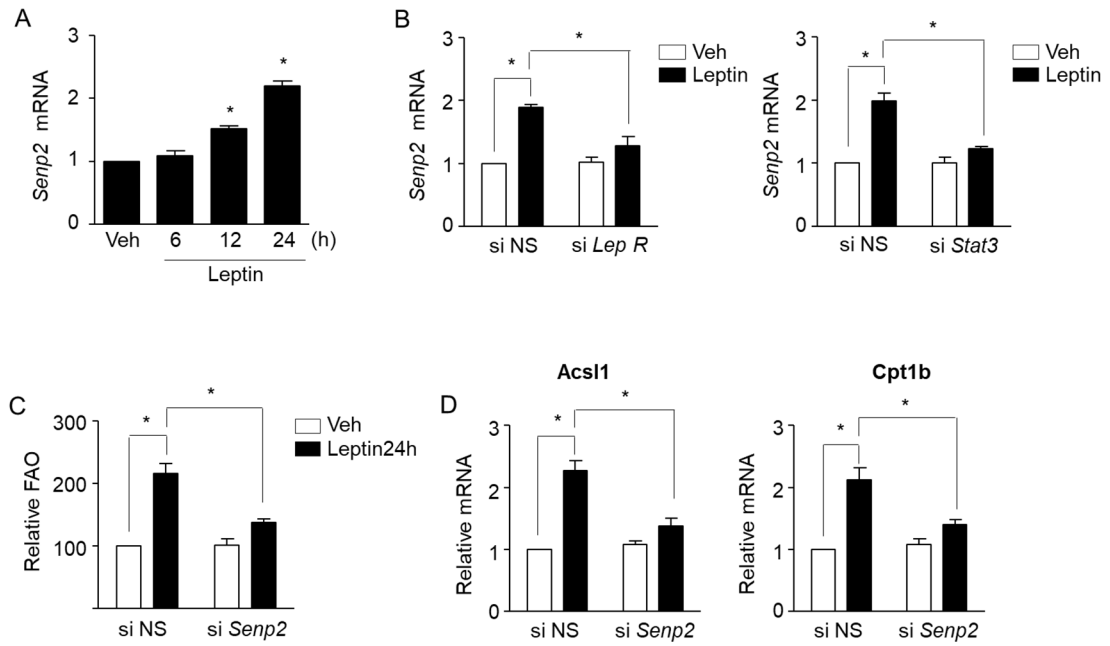 A
Senp2 mRNA
3
2
1
0
*
*
Veh
6
12
24
(h)
Leptin
B
Senp2 mRNA
3
2
1
0
*
*
Veh
Leptin
si NS
si Lep R
Senp2 mRNA
3
2
1
0
*
*
Veh
Leptin
si NS
si Stat3
C
Relative FAO
300
200
100
*
*
Veh
Leptin24h
si NS
si Senp2
D
Acsl1
Relative mRNA
3
2
1
0
*
*
si NS
si Senp2
Cpt1b
Relative mRNA
3
2
1
0
*
*
si NS
si Senp2